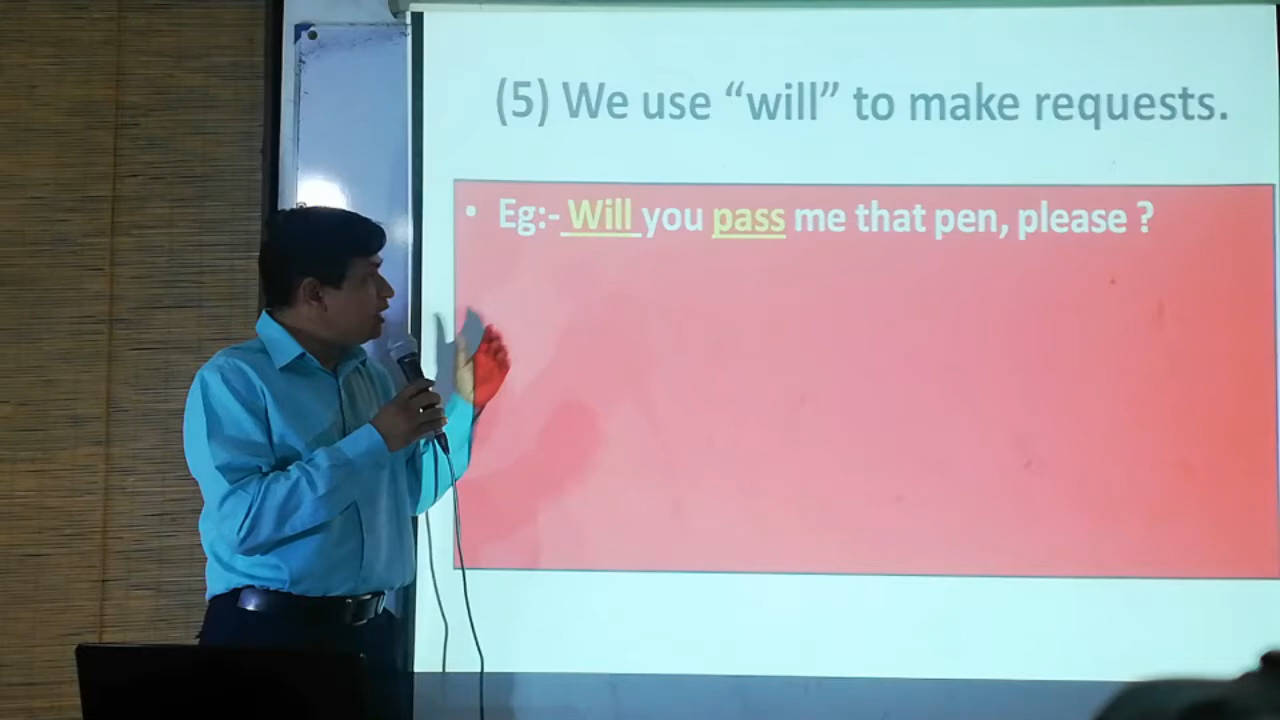 (5) We use “will” to make requests.
• Eg:- Will you pass me that pen, please ?